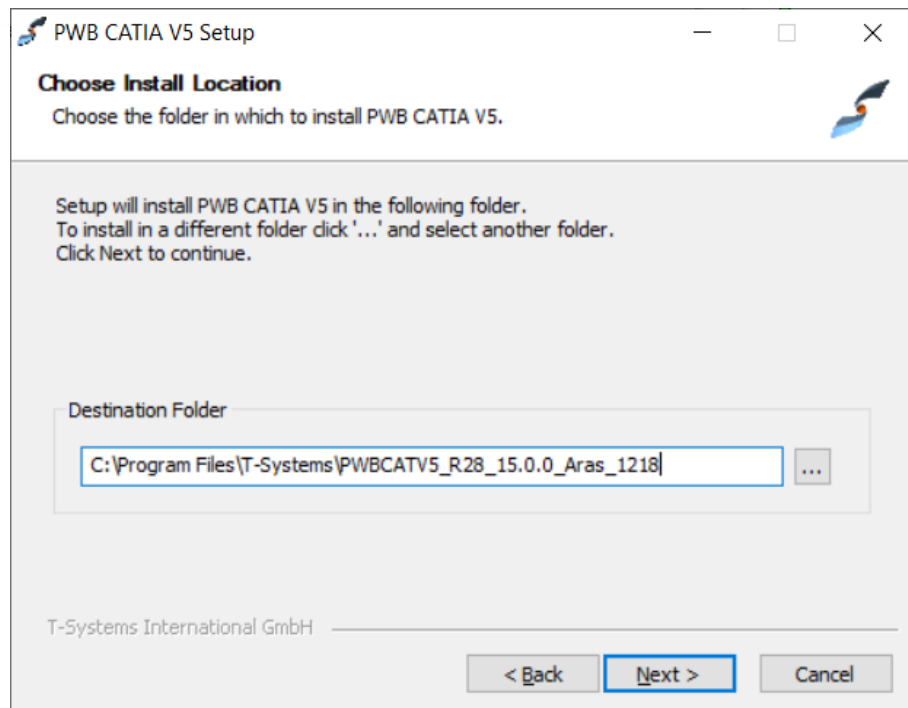 PWB CATIA V5 Setup
Choose Install Location
Choose the folder in which to install PWB CATIA V5.
Setup will install PWB CATIA V5 in the following folder.
To install in a different folder click '...' and select another folder.
Click Next to continue.
Destination Folder
C:\Program Files\T-Systems\PWBCATV5_R28_15.0.0_Aras_1218
...
T-Systems International GmbH
< Back
Next >
Cancel